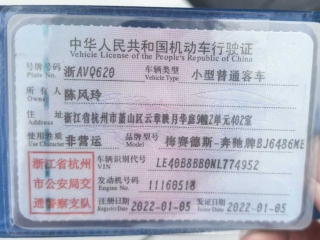 中华人民共和国机动车行驶证
Vehicle License of the People's Republic of China
号牌号码 浙AVQ620 车辆类型 小型普通客车
Plate No. Vehicle Type
所有人 陈风玲
Owner
住址 浙江省杭州市萧山区云章映月华庭9幢2单元402室
Address
使用性质 非营运 品牌型号 梅赛德斯-奔驰牌BJ6486ME
Use Character Model
浙江省杭州 车辆识别代号 LE40B8BB0NL774952
VIN
市公安局交 发动机号码 11160518
Engine No.
通警察支队 注册日期 2022-01-05 发证日期 2022-01-05
Register Date Issue Date